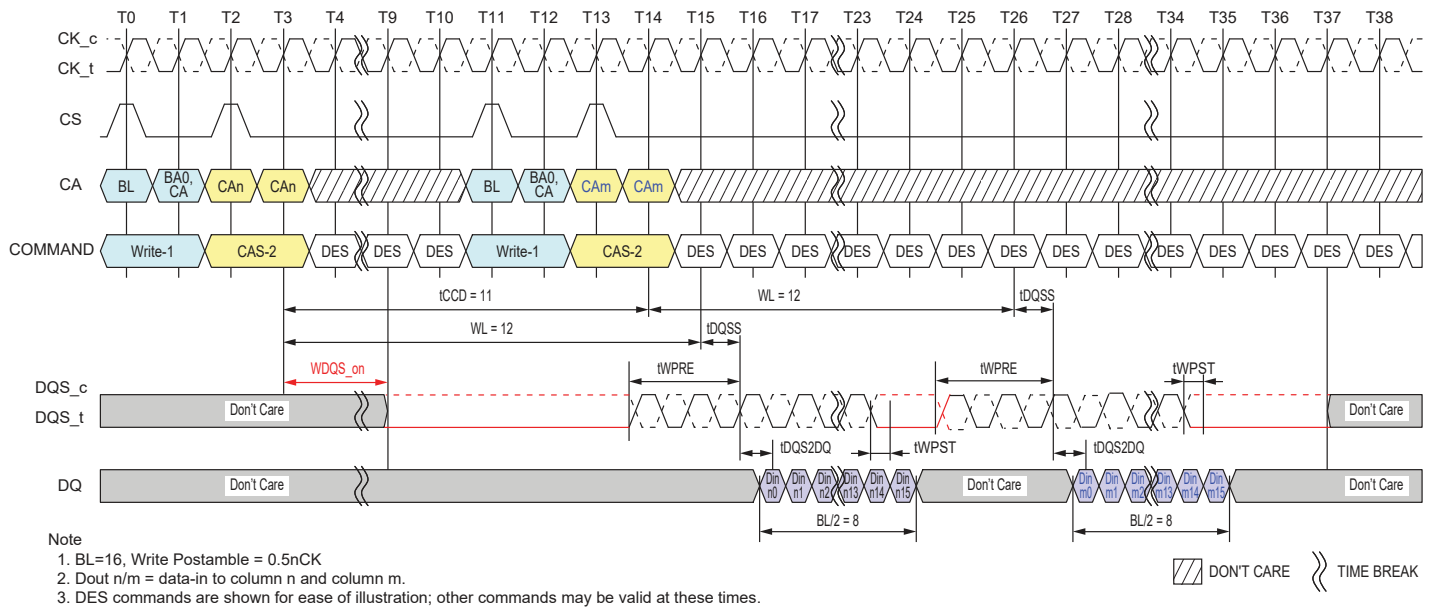 T0 T1 T2 T3 T4 T9 T10 T11 T12 T13 T14 T15 T16 T17 T23 T24 T25 T26 T27 T28 T34 T35 T36 T37 T38
CK_c
CK_t
CS
CA
BL
BA0,
CA
CAn
CAn
BL
BA0,
CA
CAm
CAm
COMMAND
Write-1
CAS-2
DES
DES
DES
Write-1
CAS-2
DES
DES
DES
DES
DES
DES
DES
DES
DES
DES
DES
DES
DES
DES
tCCD = 11
WL = 12
tDQSS
WL = 12
tDQSS
WDQS_on
tWPRE
tWPRE
tWPST
DQS_c
DQS_t
Don't Care
Don't Care
tDQS2DQ
tWPST
tDQS2DQ
DQ
Don't Care
Din
n0
Din
n1
Din
n2
Din
n13
Din
n14
Din
n15
Don't Care
Din
m0
Din
m1
Din
m2
Din
m13
Din
m14
Din
m15
Don't Care
BL/2 = 8
BL/2 = 8
Note
1. BL=16, Write Postamble = 0.5nCK
2. Dout n/m = data-in to column n and column m.
3. DES commands are shown for ease of illustration; other commands may be valid at these times.
DON'T CARE
TIME BREAK